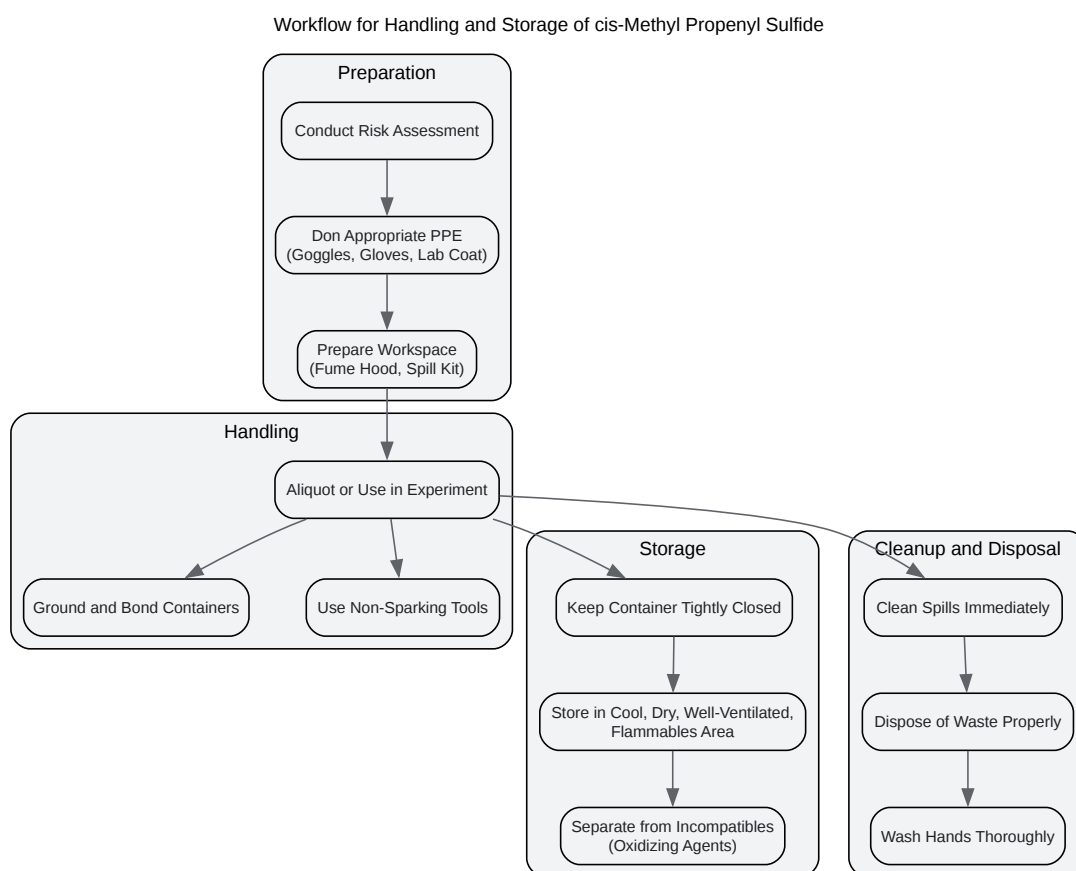 Workflow for Handling and Storage of cis-Methyl Propenyl Sulfide
Preparation
Conduct Risk Assessment
Don Appropriate PPE
(Goggles, Gloves, Lab Coat)
Prepare Workspace
(Fume Hood, Spill Kit)
Handling
Aliquot or Use in Experiment
Ground and Bond Containers
Use Non-Sparking Tools
Storage
Keep Container Tightly Closed
Store in Cool, Dry, Well-Ventilated,
Flammables Area
Separate from Incompatibles
(Oxidizing Agents)
Cleanup and Disposal
Clean Spills Immediately
Dispose of Waste Properly
Wash Hands Thoroughly